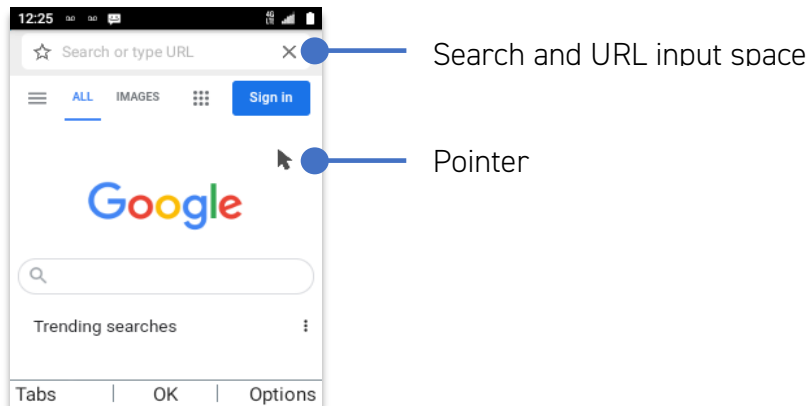 12:25
Search or type URL
Search and URL input space
ALL IMAGES Sign in
Pointer
Google
Trending searches
Tabs | OK | Options